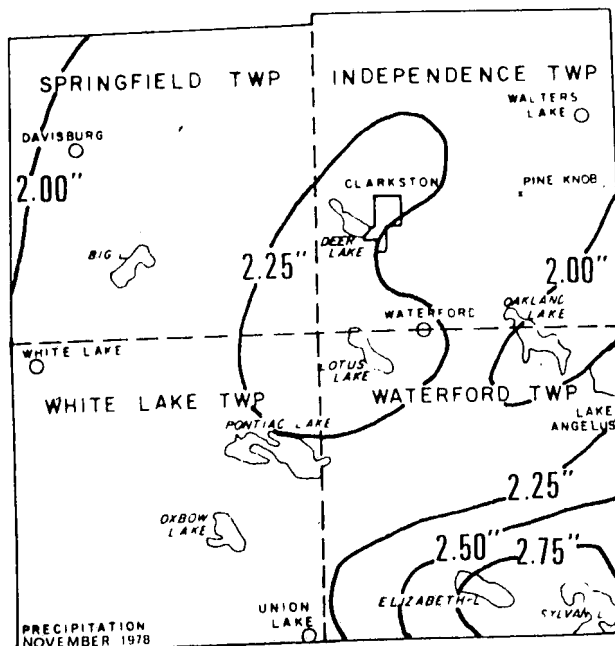 SPRINGFIELD TWP
INDEPENDENCE TWP
WALTERS
LAKE
DAVISBURG
2.00"
CLARKSTON
PINE KNOB
DEER
LAKE
BIG
2.25"
2.00"
OAKLAND
LAKE
WATERFORD
WHITE LAKE
LOTUS
LAKE
WHITE LAKE TWP
WATERFORD TWP
LAKE
ANGELUS
PONTIAC LAKE
2.25"
OXBOW
LAKE
2.50"
2.75"
ELIZABETH L
SYLVAN L
UNION
LAKE
PRECIPITATION
NOVEMBER 1978